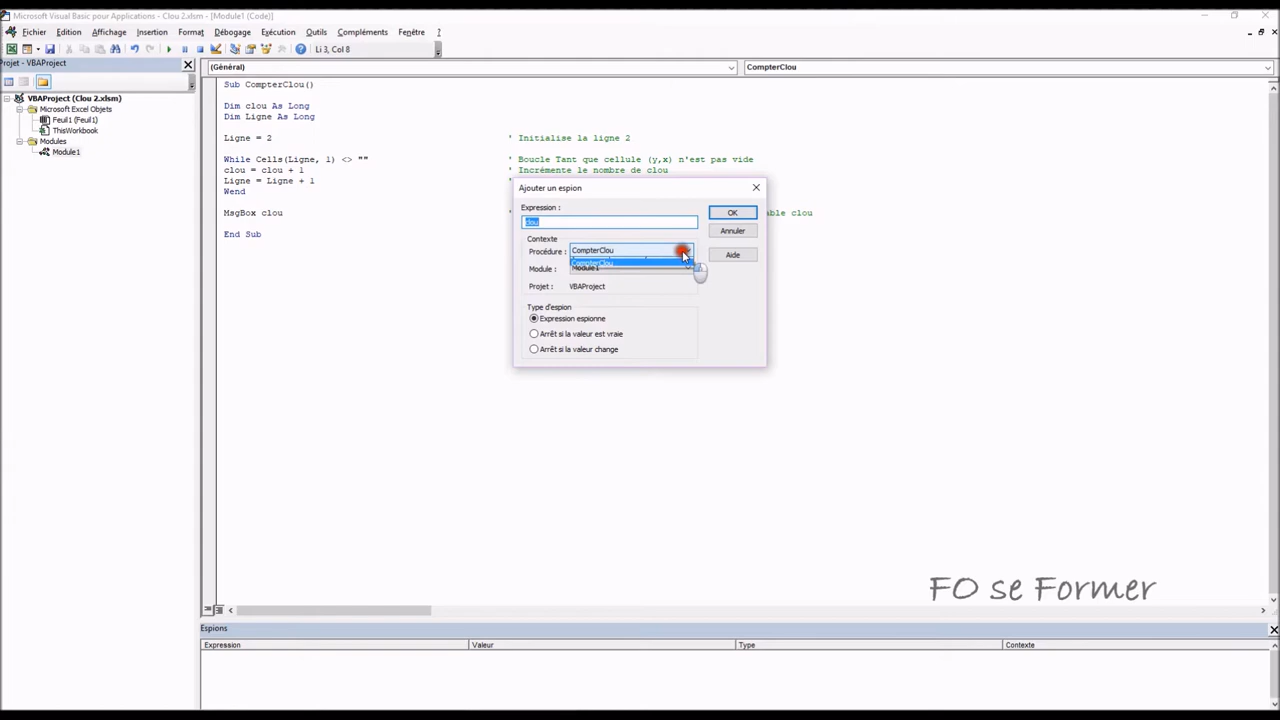 Microsoft Visual Basic pour Applications - Clou 2.xlsm - [Module1 (Code)]
Fichier Edition Affichage Insertion Format Débogage Exécution Outils Compléments Fenêtre ?
Li 3, Col 8
Projet - VBAProject
(Général) CompterClou
VBAProject (Clou 2.xlsm)
Microsoft Excel Objets
Feuil1 (Feuil1)
ThisWorkbook
Modules
Module1
Sub CompterClou()
Dim clou As Long
Dim Ligne As Long
Ligne = 2 ' Initialise la ligne 2
While Cells(Ligne, 1) <> "" ' Boucle Tant que cellule (y,x) n'est pas vide
clou = clou + 1 ' Incrémente le nombre de clou
Ligne = Ligne + 1 '
Wend
MsgBox clou ' able clou
End Sub
Ajouter un espion
Expression :
clou
OK
Annuler
Aide
Contexte
Procédure : CompterClou
CompterClou
Module : Module1
Projet : VBAProject
Type d'espion
Expression espionne
Arrêt si la valeur est vraie
Arrêt si la valeur change
FO se Former
Espions
Expression Valeur Type Contexte